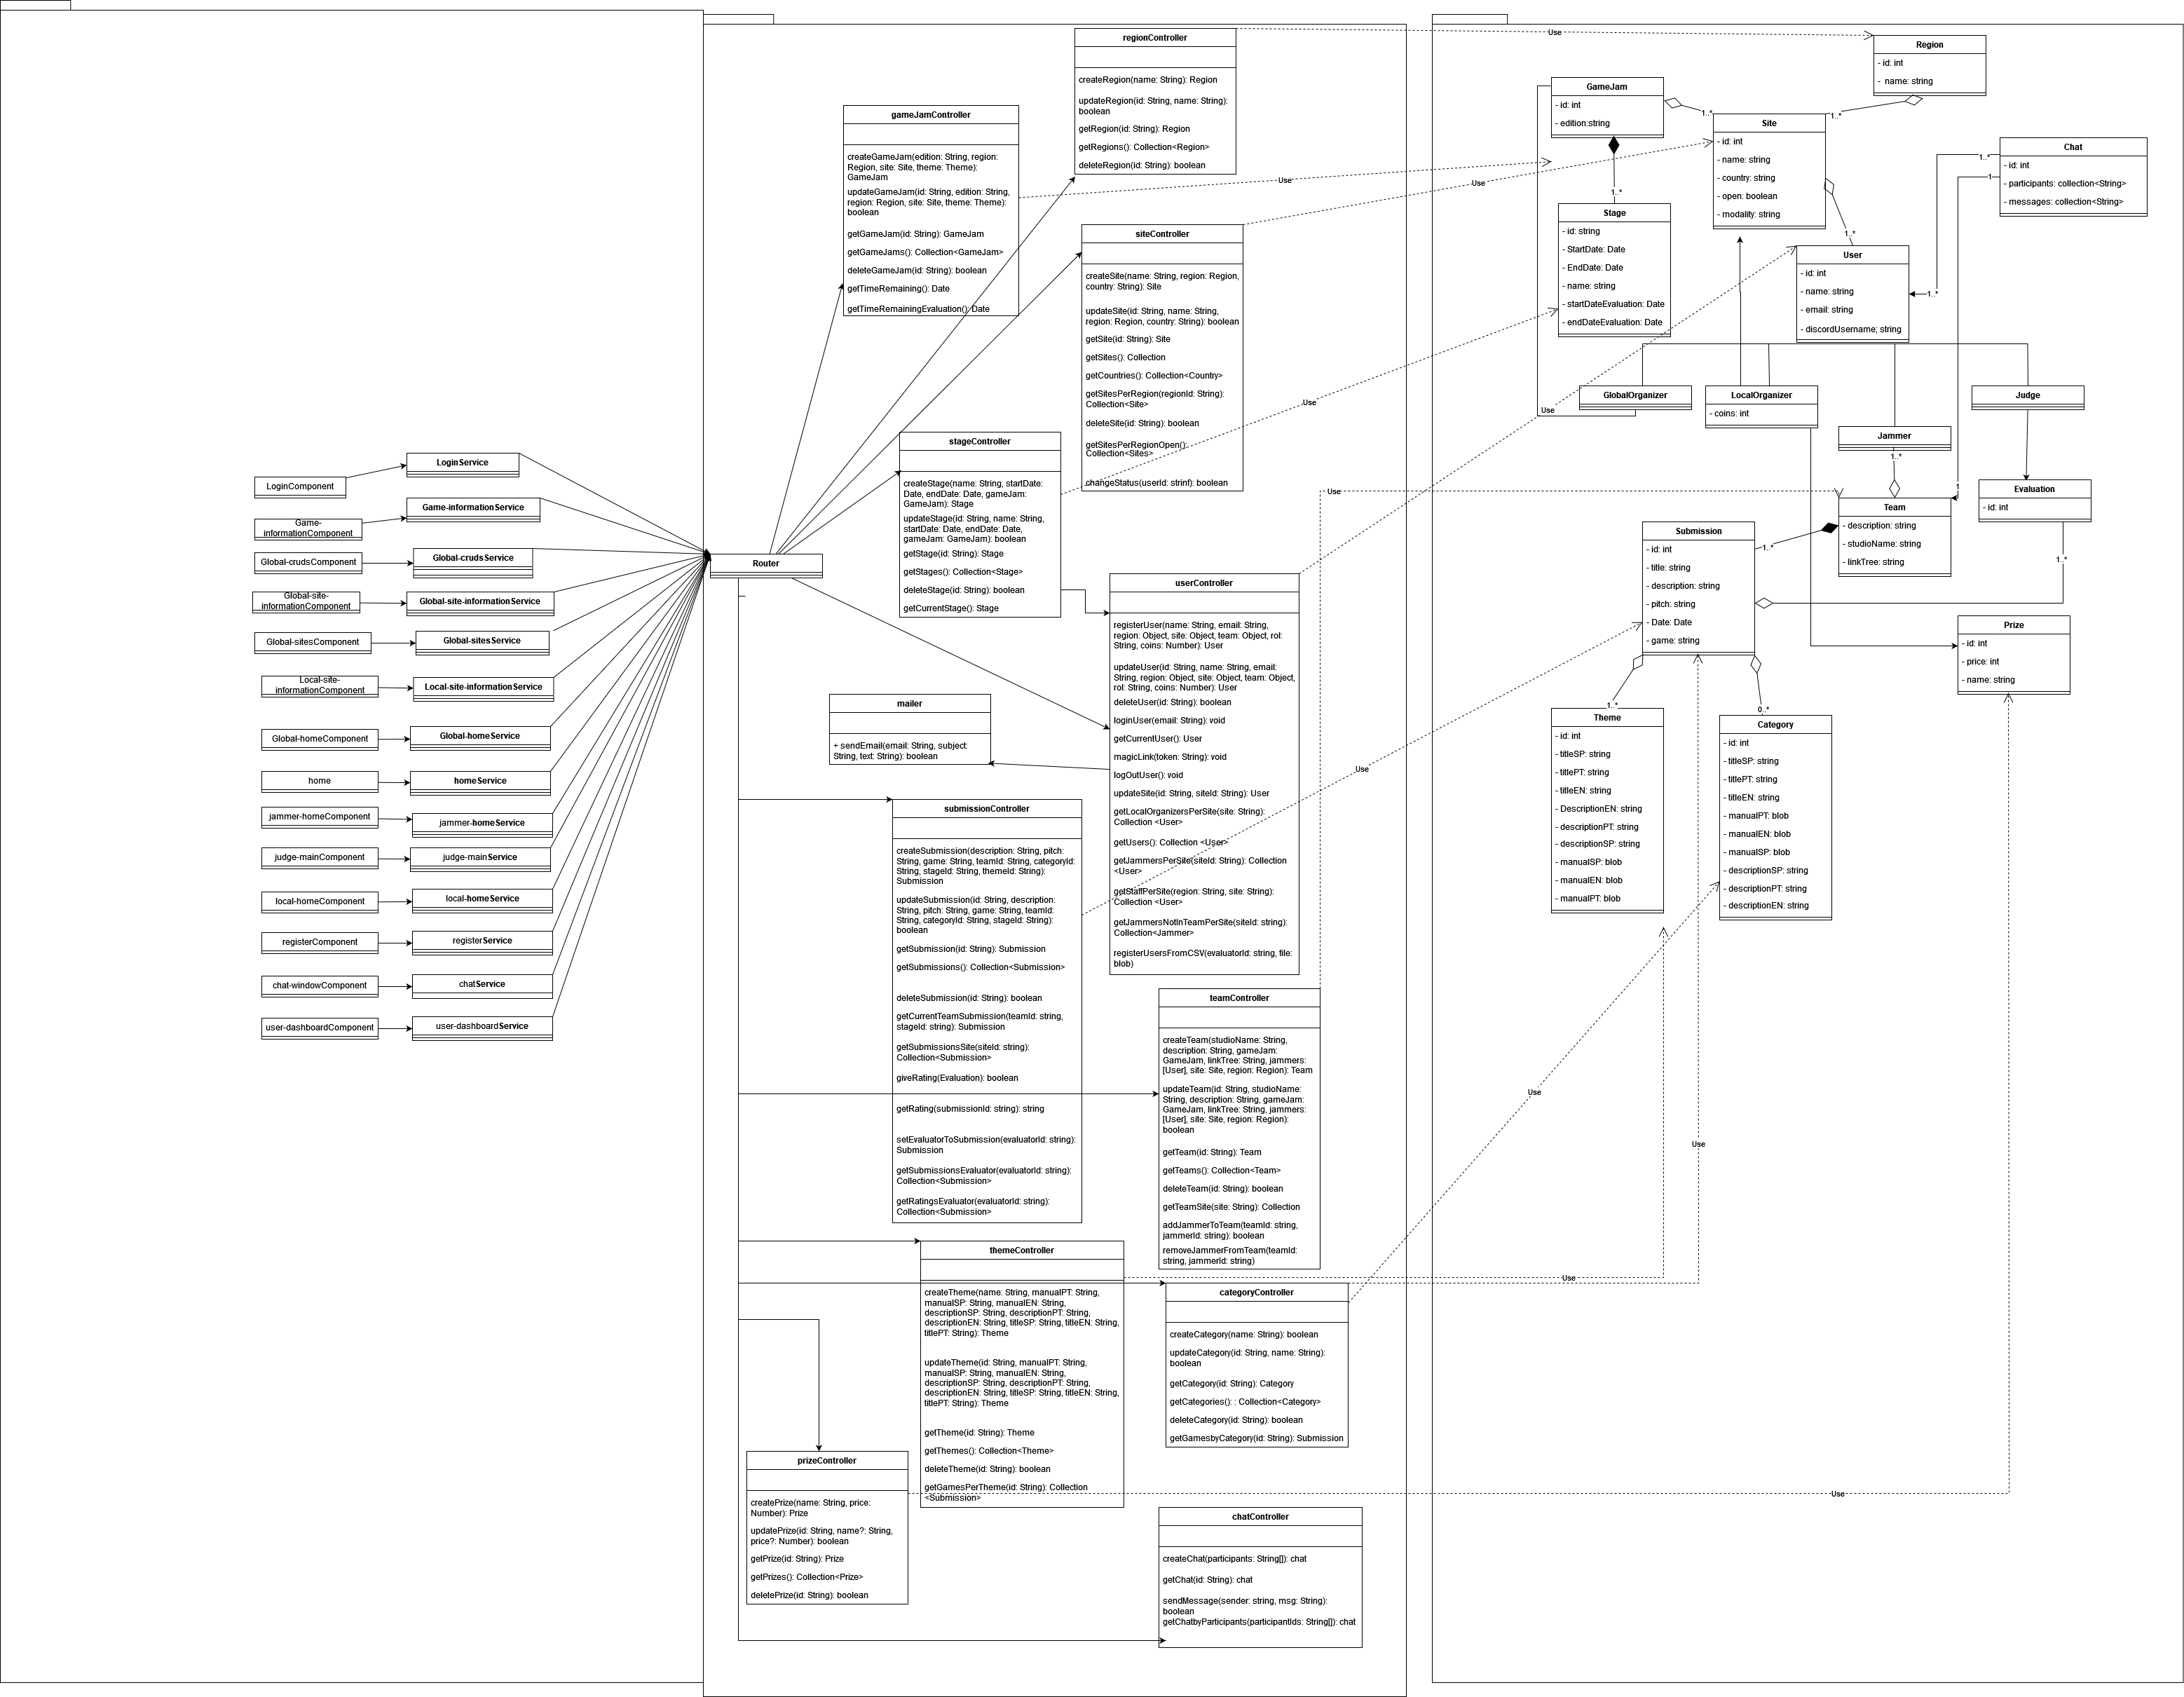 LoginComponent
LoginService
Game-
informationComponent
Game-informationService
Global-crudsComponent
Global-crudsService
Global-site-
informationComponent
Global-site-informationService
Global-sitesComponent
Global-sitesService
Local-site-
informationComponent
Local-site-informationService
Global-homeComponent
Global-homeService
home
homeService
jammer-homeComponent
jammer-homeService
judge-mainComponent
judge-mainService
local-homeComponent
local-homeService
registerComponent
registerService
chat-windowComponent
chatService
user-dashboardComponent
user-dashboardService
Router
regionController
createRegion(name: String): Region
updateRegion(id: String, name: String):
boolean
getRegion(id: String): Region
getRegions(): Collection<Region>
deleteRegion(id: String): boolean
gameJamController
createGameJam(edition: String, region:
Region, site: Site, theme: Theme):
GameJam
updateGameJam(id: String, edition: String,
region: Region, site: Site, theme: Theme):
boolean
getGameJam(id: String): GameJam
getGameJams(): Collection<GameJam>
deleteGameJam(id: String): boolean
getTimeRemaining(): Date
getTimeRemainingEvaluation(): Date
siteController
createSite(name: String, region: Region,
country: String): Site
updateSite(id: String, name: String,
region: Region, country: String): boolean
getSite(id: String): Site
getSites(): Collection
getCountries(): Collection<Country>
getSitesPerRegion(regionId: String):
Collection<Site>
deleteSite(id: String): boolean
getSitesPerRegionOpen():
Collection<Sites>
changeStatus(userId: strinf): boolean
stageController
createStage(name: String, startDate:
Date, endDate: Date, gameJam:
GameJam): Stage
updateStage(id: String, name: String,
startDate: Date, endDate: Date,
gameJam: GameJam): boolean
getStage(id: String): Stage
getStages(): Collection<Stage>
deleteStage(id: String): boolean
getCurrentStage(): Stage
userController
registerUser(name: String, email: String,
region: Object, site: Object, team: Object, rol:
String, coins: Number): User
updateUser(id: String, name: String, email:
String, region: Object, site: Object, team: Object,
rol: String, coins: Number): User
deleteUser(id: String): boolean
loginUser(email: String): void
getCurrentUser(): User
magicLink(token: String): void
logOutUser(): void
updateSite(id: String, siteId: String): User
getLocalOrganizersPerSite(site: String):
Collection <User>
getUsers(): Collection <User>
getJammersPerSite(siteId: String): Collection
<User>
getStaffPerSite(region: String, site: String):
Collection <User>
getJammersNotInTeamPerSite(siteId: string):
Collection<Jammer>
registerUsersFromCSV(evaluatorId: string, file:
blob)
mailer
+ sendEmail(email: String, subject:
String, text: String): boolean
submissionController
createSubmission(description: String, pitch:
String, game: String, teamId: String, categoryId:
String, stageId: String, themeId: String):
Submission
updateSubmission(id: String, description:
String, pitch: String, game: String, teamId:
String, categoryId: String, stageId: String):
boolean
getSubmission(id: String): Submission
getSubmissions(): Collection<Submission>
deleteSubmission(id: String): boolean
getCurrentTeamSubmission(teamId: string,
stageId: string): Submission
getSubmissionsSite(siteId: string):
Collection<Submission>
giveRating(Evaluation): boolean
getRating(submissionId: string): string
setEvaluatorToSubmission(evaluatorId: string):
Submission
getSubmissionsEvaluator(evaluatorId: string):
Collection<Submission>
getRatingsEvaluator(evaluatorId: string):
Collection<Submission>
teamController
createTeam(studioName: String,
description: String, gameJam:
GameJam, linkTree: String, jammers:
[User], site: Site, region: Region): Team
updateTeam(id: String, studioName:
String, description: String, gameJam:
GameJam, linkTree: String, jammers:
[User], site: Site, region: Region):
boolean
getTeam(id: String): Team
getTeams(): Collection<Team>
deleteTeam(id: String): boolean
getTeamSite(site: String): Collection
addJammerToTeam(teamId: string,
jammerId: string): boolean
removeJammerFromTeam(teamId:
string, jammerId: string)
themeController
createTheme(name: String, manualPT: String,
manualSP: String, manualEN: String,
descriptionSP: String, descriptionPT: String,
descriptionEN: String, titleSP: String, titleEN: String,
titlePT: String): Theme
updateTheme(id: String, manualPT: String,
manualSP: String, manualEN: String,
descriptionSP: String, descriptionPT: String,
descriptionEN: String, titleSP: String, titleEN: String,
titlePT: String): Theme
getTheme(id: String): Theme
getThemes(): Collection<Theme>
deleteTheme(id: String): boolean
getGamesPerTheme(id: String): Collection
<Submission>
categoryController
createCategory(name: String): boolean
updateCategory(id: String, name: String):
boolean
getCategory(id: String): Category
getCategories(): : Collection<Category>
deleteCategory(id: String): boolean
getGamesbyCategory(id: String): Submission
prizeController
createPrize(name: String, price:
Number): Prize
updatePrize(id: String, name?: String,
price?: Number): boolean
getPrize(id: String): Prize
getPrizes(): Collection<Prize>
deletePrize(id: String): boolean
chatController
createChat(participants: String[]): chat
getChat(id: String): chat
sendMessage(sender: string, msg: String):
boolean
getChatbyParticipants(participantIds: String[]): chat
Use
Use
Use
Use
Use
Use
Use
Use
Use
Use
Use
Use
Region
- id: int
- name: string
GameJam
- id: int
- edition:string
1..*
1..*
1..*
Site
- id: int
- name: string
- country: string
- open: boolean
- modality: string
1..*
Chat
- id: int
- participants: collection<String>
- messages: collection<String>
1..*
1
1..*
1
Stage
- id: string
- StartDate: Date
- EndDate: Date
- name: string
- startDateEvaluation: Date
- endDateEvaluation: Date
User
- id: int
- name: string
- email: string
- discordUsername; string
GlobalOrganizer
LocalOrganizer
- coins: int
Jammer
1..*
Judge
Evaluation
- id: int
1..*
Team
- description: string
- studioName: string
- linkTree: string
1..*
Submission
- id: int
- title: string
- description: string
- pitch: string
- Date: Date
- game: string
1..*
0..*
Prize
- id: int
- price: int
- name: string
Theme
- id: int
- titleSP: string
- titlePT: string
- titleEN: string
- DescriptionEN: string
- descriptionPT: string
- descriptionSP: string
- manualSP: blob
- manualEN: blob
- manualPT: blob
Category
- id: int
- titleSP: string
- titlePT: string
- titleEN: string
- manualPT: blob
- manualEN: blob
- manualSP: blob
- descriptionSP: string
- descriptionPT: string
- descriptionEN: string